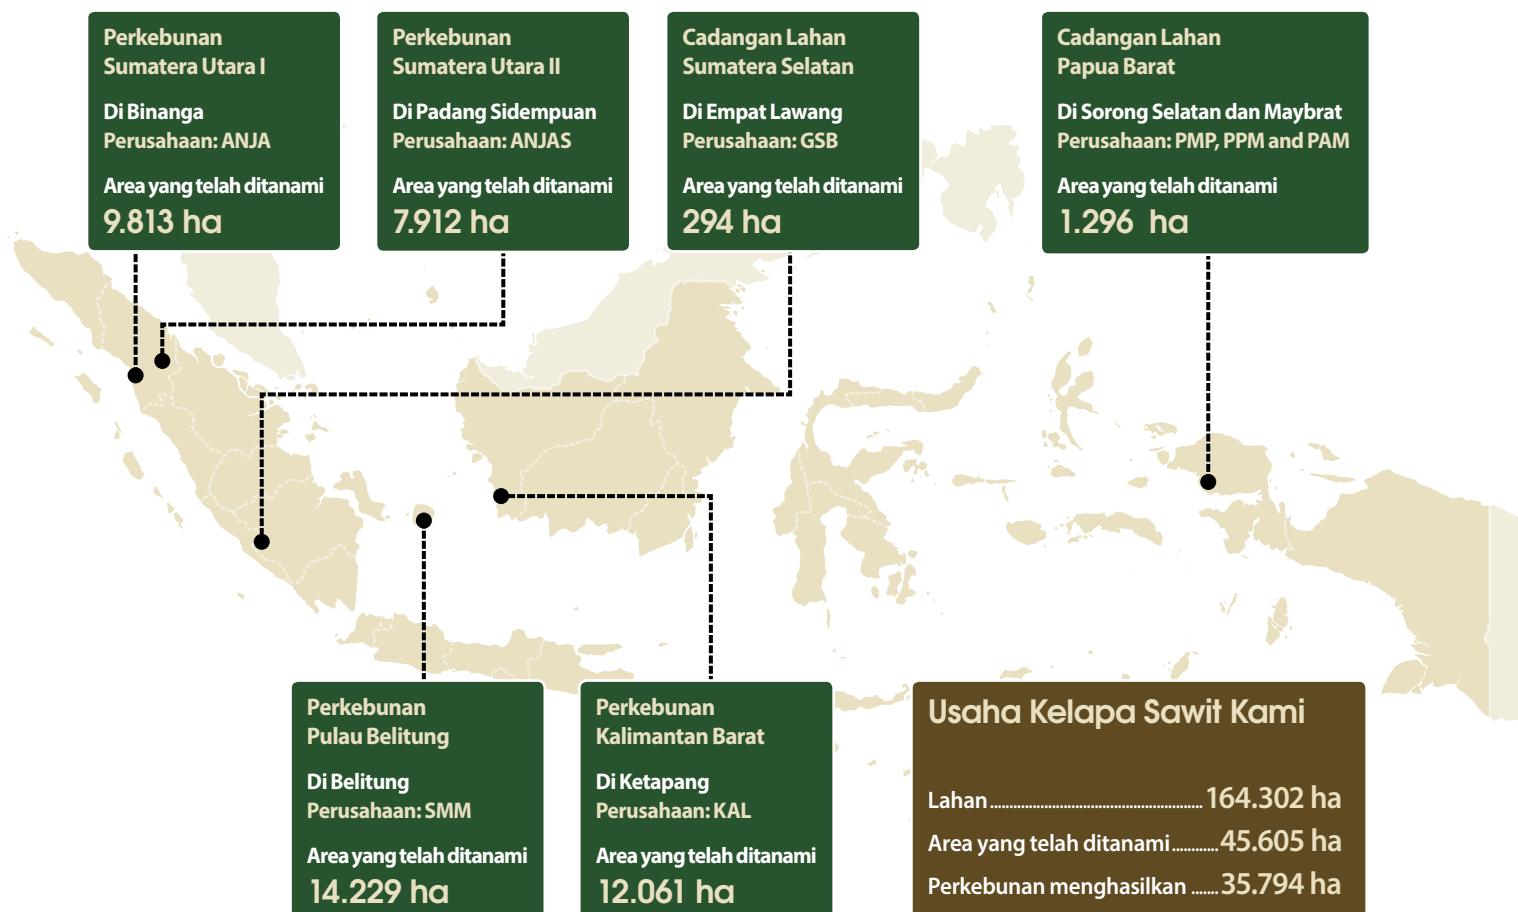 Perkebunan
Sumatera Utara I
Di Binanga
Perusahaan: ANJA
Area yang telah ditanami
9.813 ha
Perkebunan
Sumatera Utara II
Di Padang Sidempuan
Perusahaan: ANJAS
Area yang telah ditanami
7.912 ha
Cadangan Lahan
Sumatera Selatan
Di Empat Lawang
Perusahaan: GSB
Area yang telah ditanami
294 ha
Cadangan Lahan
Papua Barat
Di Sorong Selatan dan Maybrat
Perusahaan: PMP, PPM and PAM
Area yang telah ditanami
1.296 ha
Perkebunan
Pulau Belitung
Di Belitung
Perusahaan: SMM
Area yang telah ditanami
14.229 ha
Perkebunan
Kalimantan Barat
Di Ketapang
Perusahaan: KAL
Area yang telah ditanami
12.061 ha
Usaha Kelapa Sawit Kami
Lahan ........................................................ 164.302 ha
Area yang telah ditanami ............ 45.605 ha
Perkebunan menghasilkan ....... 35.794 ha